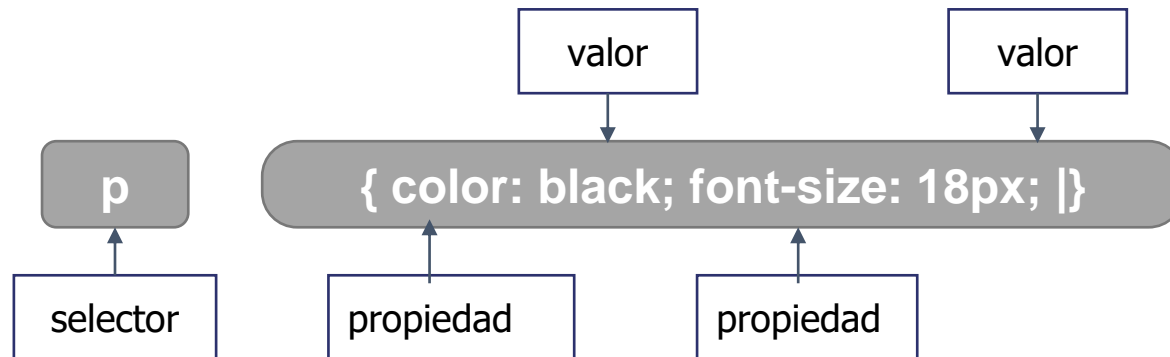 valor
valor
p
{ color: black; font-size: 18px; |}
selector
propiedad
propiedad